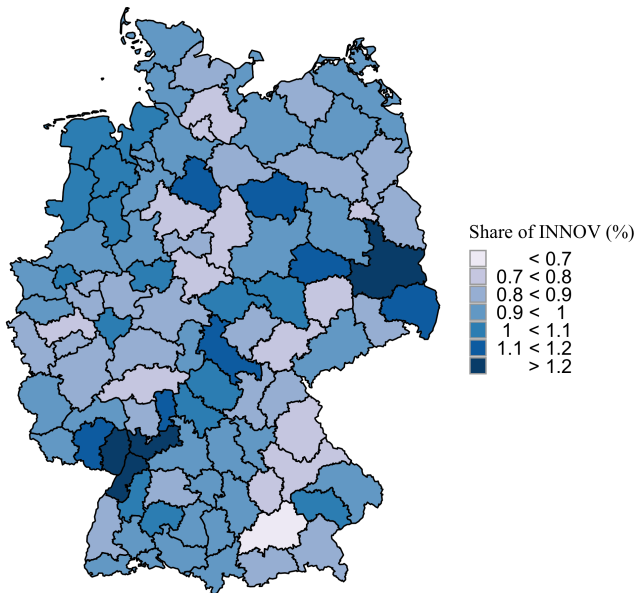 Share of INNOV (%)
< 0.7
0.7 < 0.8
0.8 < 0.9
0.9 < 1
1 < 1.1
1.1 < 1.2
> 1.2